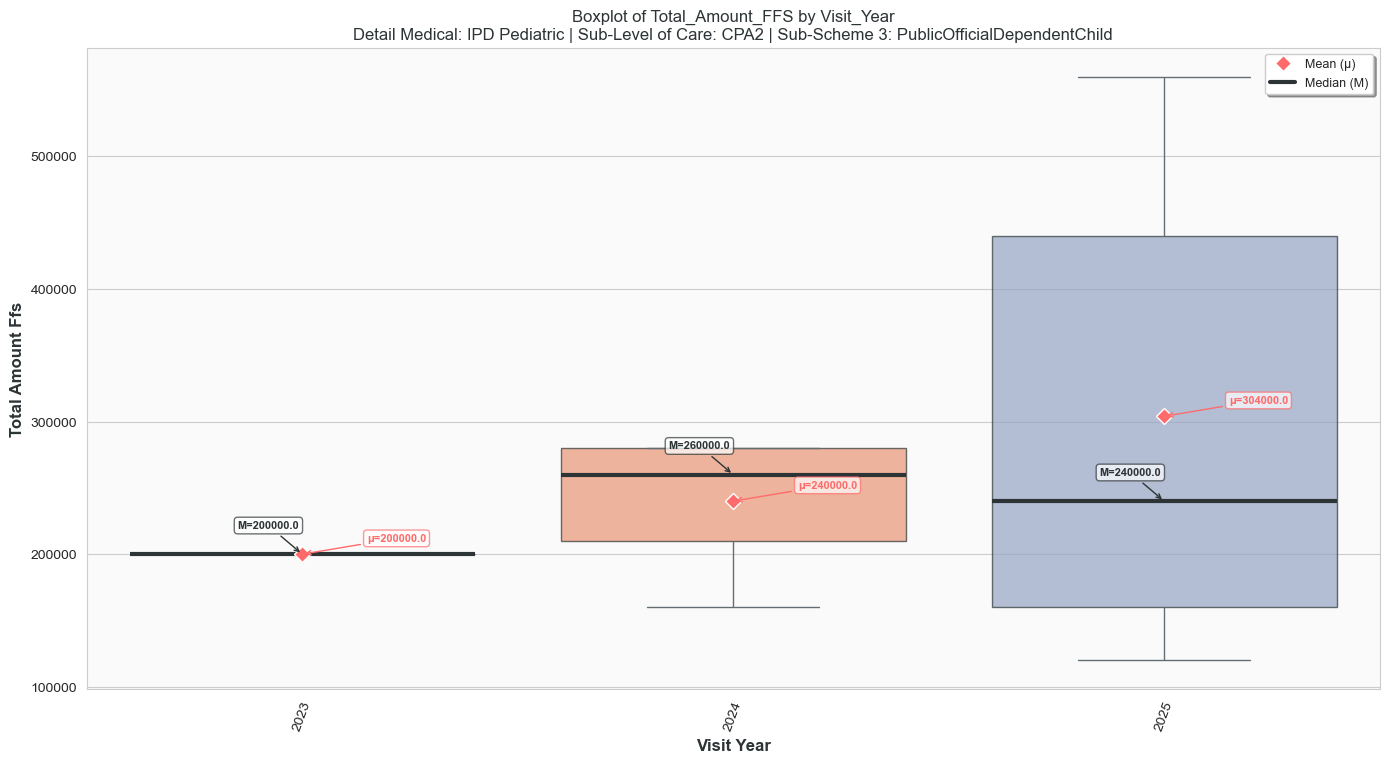 Boxplot of Total_Amount_FFS by Visit_Year
Detail Medical: IPD Pediatric | Sub-Level of Care: CPA2 | Sub-Scheme 3: PublicOfficialDependentChild
Mean (μ)
Median (M)
Total Amount Ffs
500000
400000
300000
200000
100000
M=200000.0
μ=200000.0
M=260000.0
μ=240000.0
M=240000.0
μ=304000.0
2023
2024
2025
Visit Year